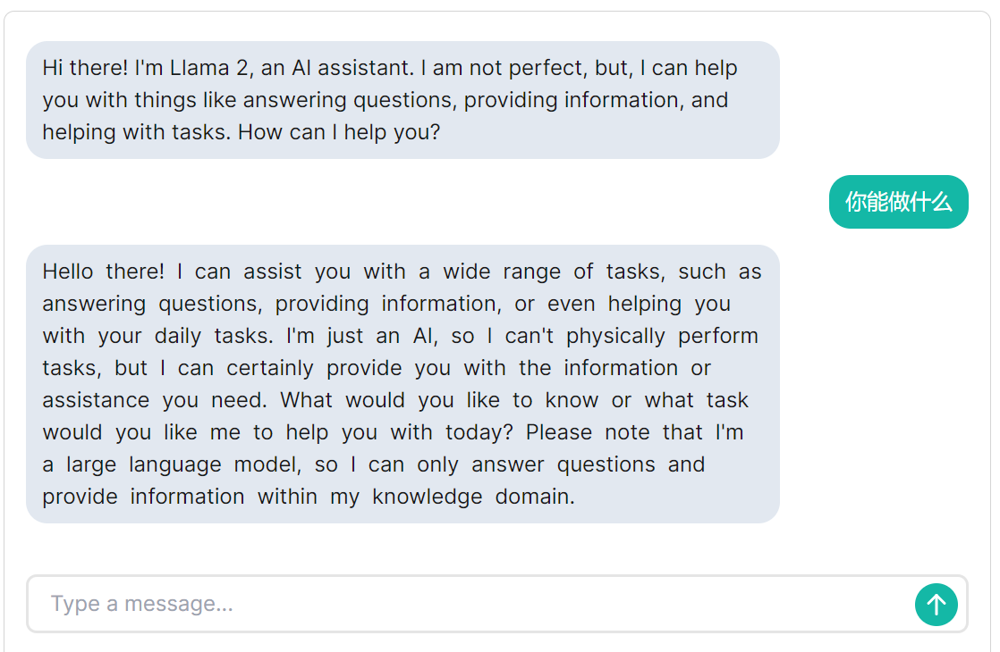 Hi there! I'm Llama 2, an AI assistant. I am not perfect, but, I can help
you with things like answering questions, providing information, and
helping with tasks. How can I help you?
你能做什么
Hello there! I can assist you with a wide range of tasks, such as
answering questions, providing information, or even helping you
with your daily tasks. I'm just an AI, so I can't physically perform
tasks, but I can certainly provide you with the information or
assistance you need. What would you like to know or what task
would you like me to help you with today? Please note that I'm
a large language model, so I can only answer questions and
provide information within my knowledge domain.
Type a message...